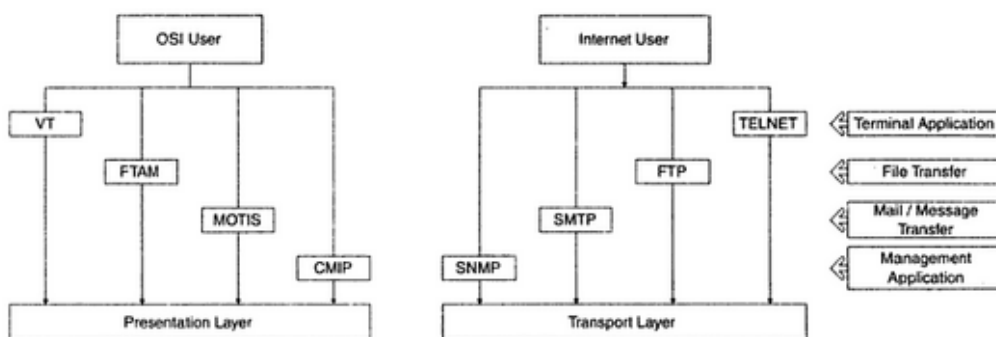 OSI User
Internet User
VT
TELNET
Terminal Application
FTAM
FTP
File Transfer
MOTIS
SMTP
Mail / Message
Transfer
CMIP
SNMP
Management
Application
Presentation Layer
Transport Layer